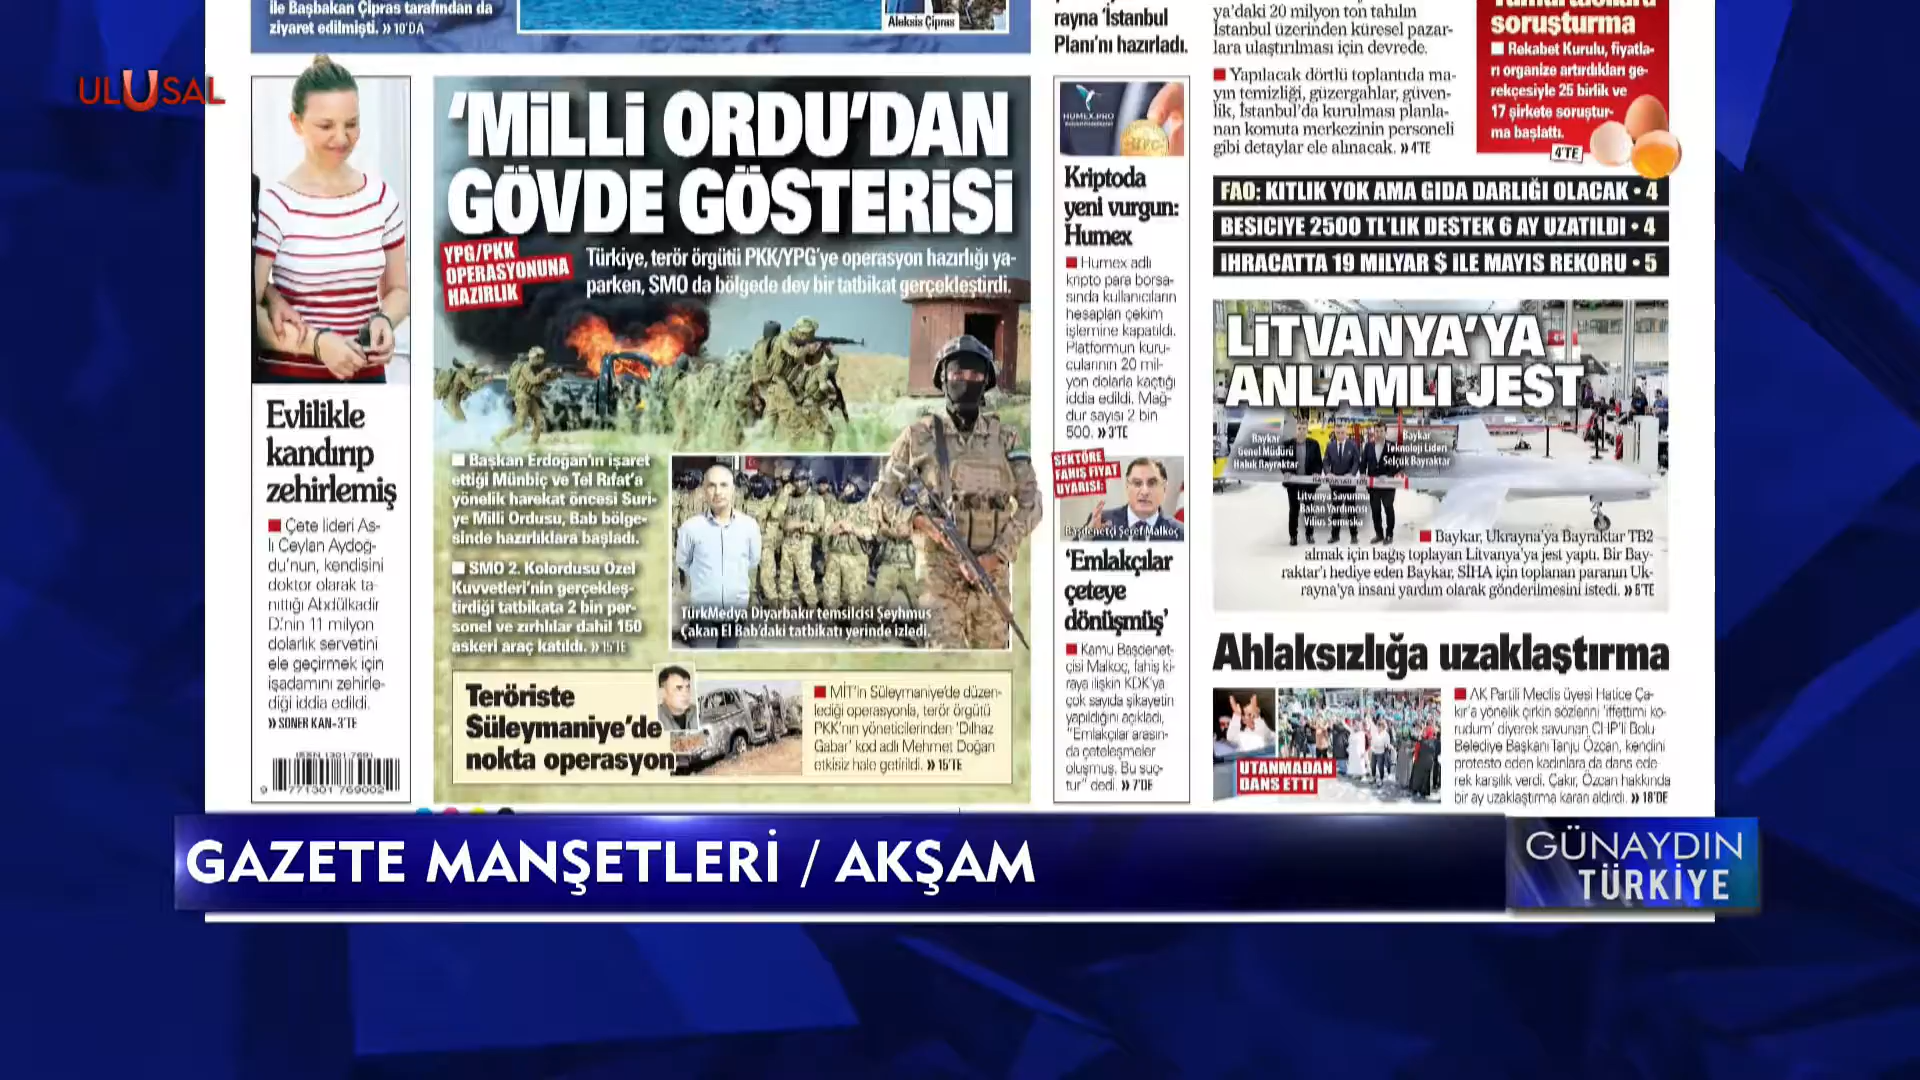 ile Başbakan Çipras tarafından da
ziyaret edilmişti. » 10'DA
Aleksis Çipras
rayna 'İstanbul
Planı'nı hazırladı.
ya'daki 20 milyon ton tahılın
İstanbul üzerinden küresel pazar-
lara ulaştırılması için devrede.
■ Yapılacak dörtlü toplantıda ma-
yın temizliği, güzergahlar, güven-
lik, İstanbul'da kurulması planla-
nan komuta merkezinin personeli
gibi detaylar ele alınacak. » 4'TE
soruşturma
■ Rekabet Kurulu, fiyatla-
rı organize artırdıkları ge-
rekçesiyle 25 birlik ve
17 şirkete soruştur-
ma başlattı.
4'TE
ULUSAL
Evlilikle
kandırıp
zehirlemiş
■ Çete lideri As-
lı Ceylan Aydoğ-
du'nun, kendisini
doktor olarak ta-
nıttığı Abdülkadir
D.'nin 11 milyon
dolarlık servetini
ele geçirmek için
işadamını zehirle-
diği iddia edildi.
» SONER KAN-3'TE
ISSN 1301-7691
9 771301 769002
'MİLLİ ORDU'DAN
GÖVDE GÖSTERİSİ
YPG/PKK
OPERASYONUNA
HAZIRLIK
Türkiye, terör örgütü PKK/YPG'ye operasyon hazırlığı ya-
parken, SMO da bölgede dev bir tatbikat gerçekleştirdi.
■ Başkan Erdoğan'ın işaret
ettiği Münbiç ve Tel Rıfat'a
yönelik harekat öncesi Suri-
ye Milli Ordusu, Bab bölge-
sinde hazırlıklara başladı.
■ SMO 2. Kolordusu Özel
Kuvvetleri'nin gerçekleş-
tirdiği tatbikata 2 bin per-
sonel ve zırhlılar dahil 150
askeri araç katıldı. » 15'TE
TürkMedya Diyarbakır temsilcisi Şeyhmus
Çakan El Bab'daki tatbikatı yerinde izledi.
Teröriste
Süleymaniye'de
nokta operasyon
■ MİT'in Süleymaniye'de düzen-
lediği operasyonla, terör örgütü
PKK'nın yöneticilerinden 'Dılhaz
Gabar' kod adlı Mehmet Doğan
etkisiz hale getirildi. » 15'TE
HUMEX.PRO
Kriptoda
yeni vurgun:
Humex
■ Humex adlı
kripto para borsa-
sında kullanıcıların
hesapları çekim
işlemine kapatıldı.
Platformun kuru-
cularının 20 mil-
yon dolarla kaçtığı
iddia edildi. Mağ-
dur sayısı 2 bin
500. » 3'TE
SEKTÖRE
FAHİŞ FİYAT
UYARISI:
Başdenetçi Şeref Malkoç
'Emlakçılar
çeteye
dönüşmüş'
■ Kamu Başdenet-
çisi Malkoç, fahiş ki-
raya ilişkin KDK'ya
çok sayıda şikayetin
yapıldığını açıkladı,
"Emlakçılar arasın-
da çeteleşmeler
oluşmuş. Bu suç-
tur" dedi. » 7'DE
FAO: KITLIK YOK AMA GIDA DARLIĞI OLACAK • 4
BESİCİYE 2500 TL'LİK DESTEK 6 AY UZATILDI • 4
İHRACATTA 19 MİLYAR $ İLE MAYIS REKORU • 5
LİTVANYA'YA
ANLAMLI JEST
Baykar
Genel Müdürü
Haluk Bayraktar
Baykar
Teknoloji Lideri
Selçuk Bayraktar
Litvanya Savunma
Bakan Yardımcısı
Vilius Semeska
■ Baykar, Ukrayna'ya Bayraktar TB2
almak için bağış toplayan Litvanya'ya jest yaptı. Bir Bay-
raktar'ı hediye eden Baykar, SİHA için toplanan paranın Uk-
rayna'ya insani yardım olarak gönderilmesini istedi. » 5'TE
Ahlaksızlığa uzaklaştırma
UTANMADAN
DANS ETTİ
■ AK Partili Meclis üyesi Hatice Ça-
kır'a yönelik çirkin sözlerini 'iffetimi ko-
rudum' diyerek savunan CHP'li Bolu
Belediye Başkanı Tanju Özcan, kendini
protesto eden kadınlara da dans ede-
rek karşılık verdi. Çakır, Özcan hakkında
bir ay uzaklaştırma kararı aldırdı. » 18'DE
GAZETE MANŞETLERİ / AKŞAM
GÜNAYDIN
TÜRKİYE